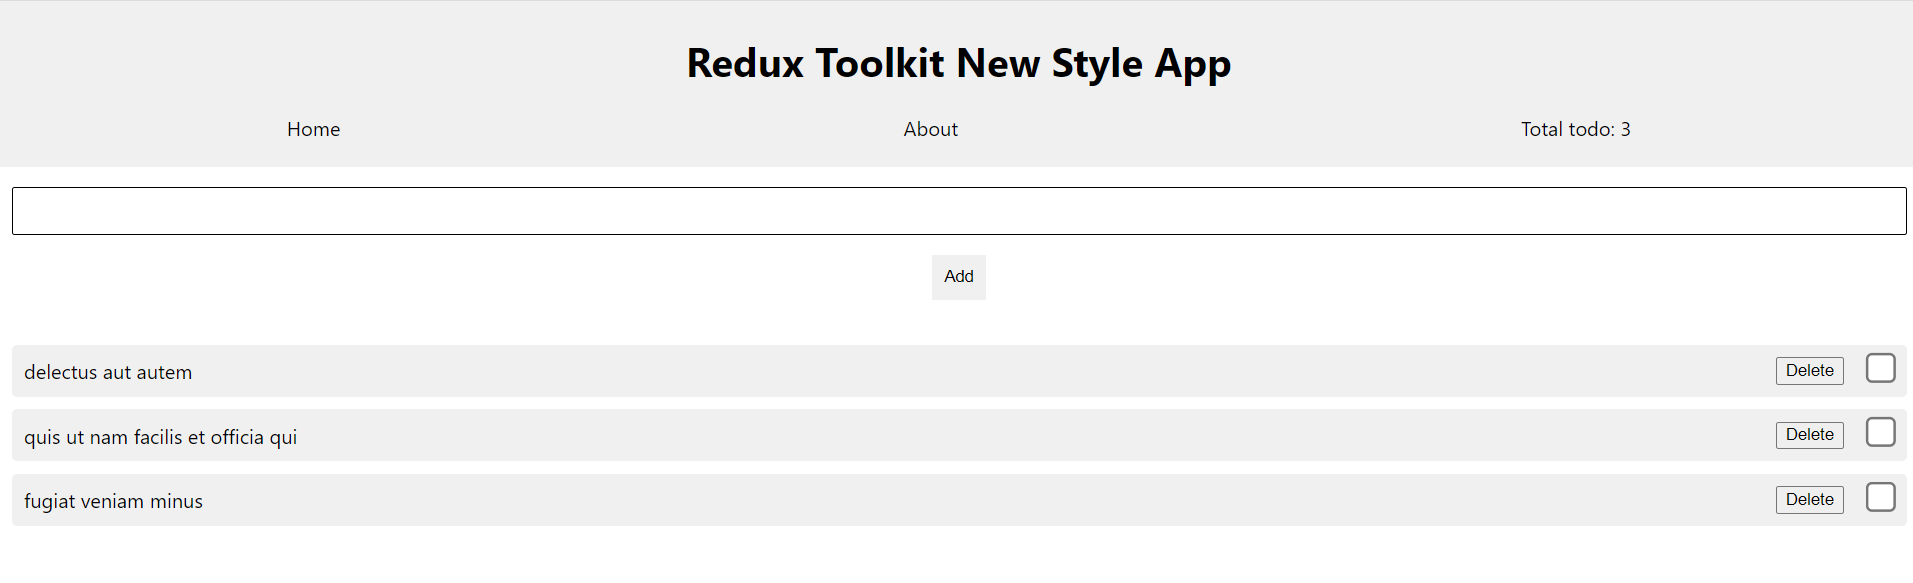 Redux Toolkit New Style App
Home About Total todo: 3
Add
delectus aut autem Delete
quis ut nam facilis et officia qui Delete
fugiat veniam minus Delete